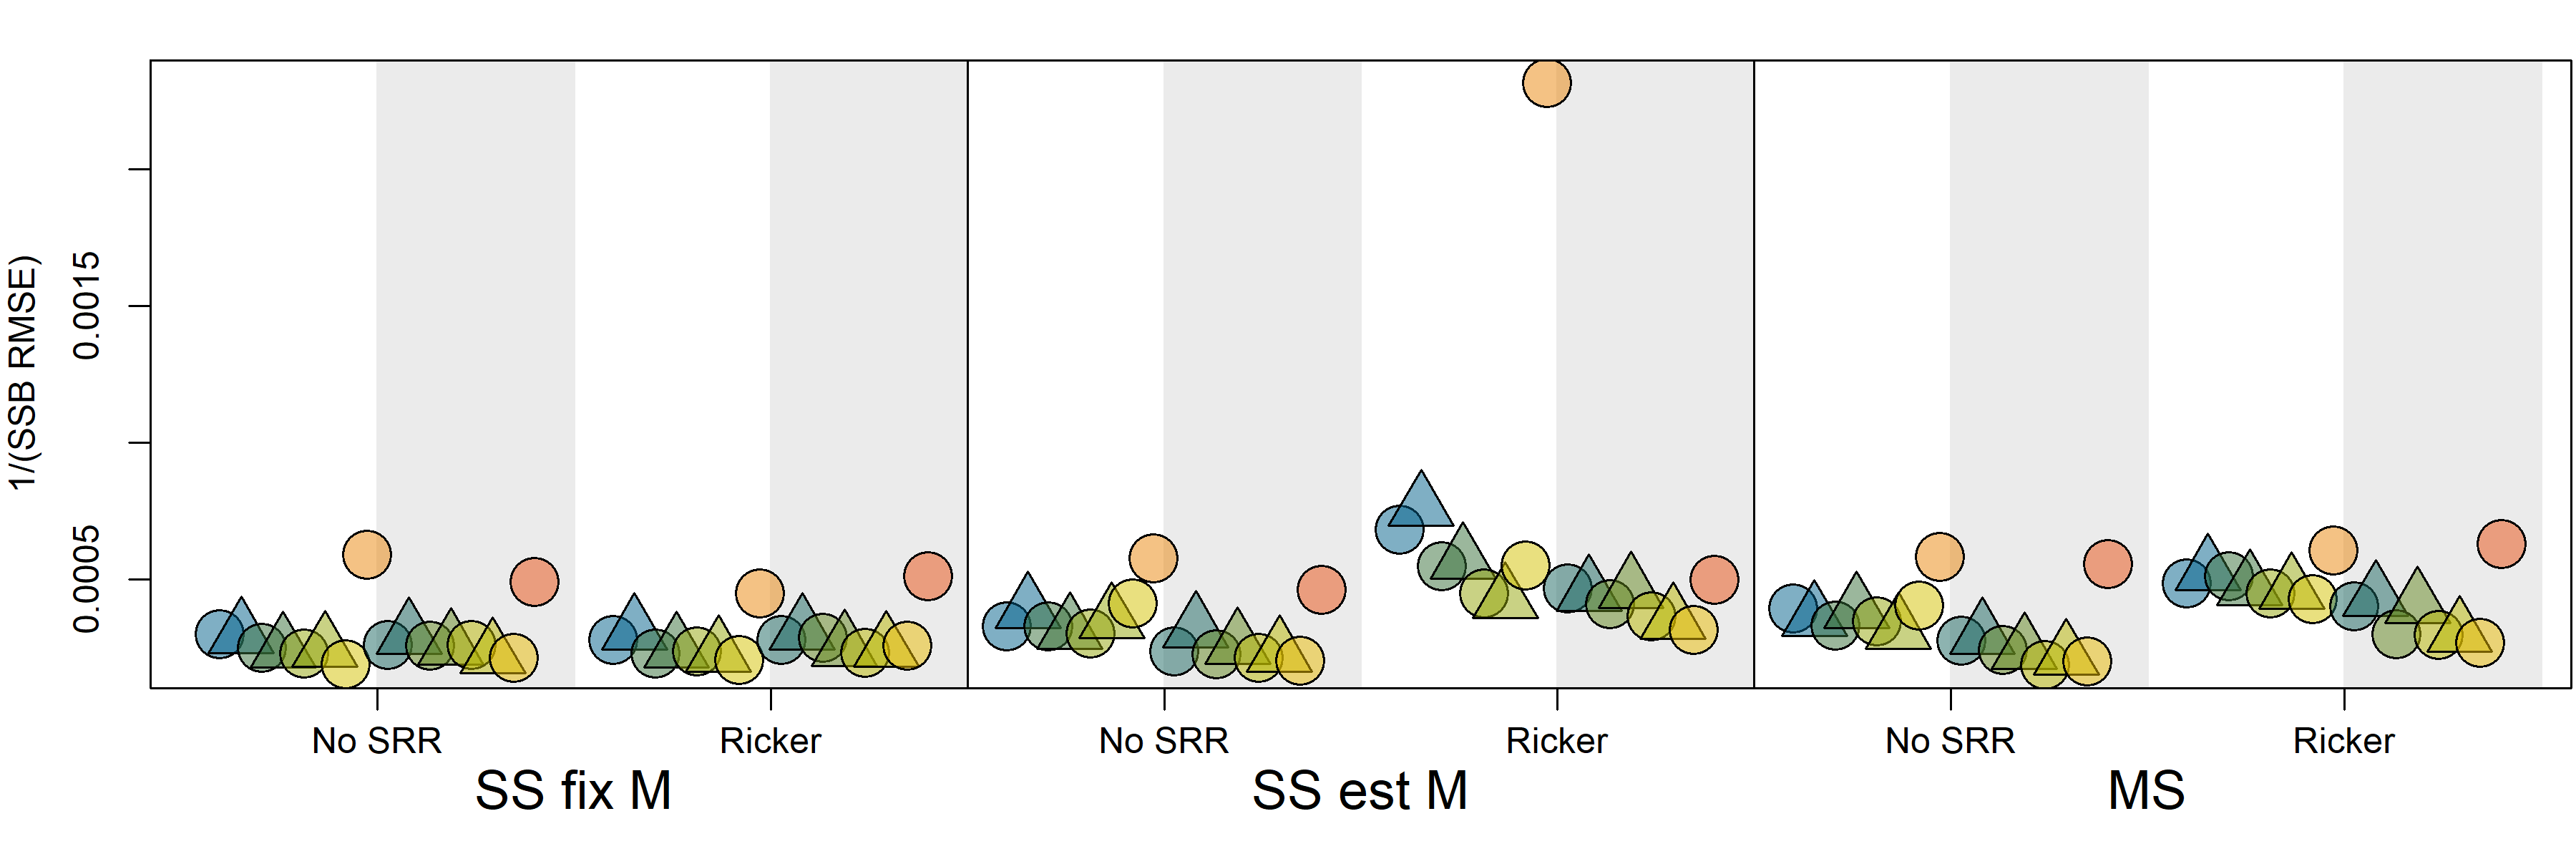 1/(SSB RMSE)
0.0015
0.0005
No SRR Ricker No SRR Ricker No SRR Ricker
SS fix M SS est M MS